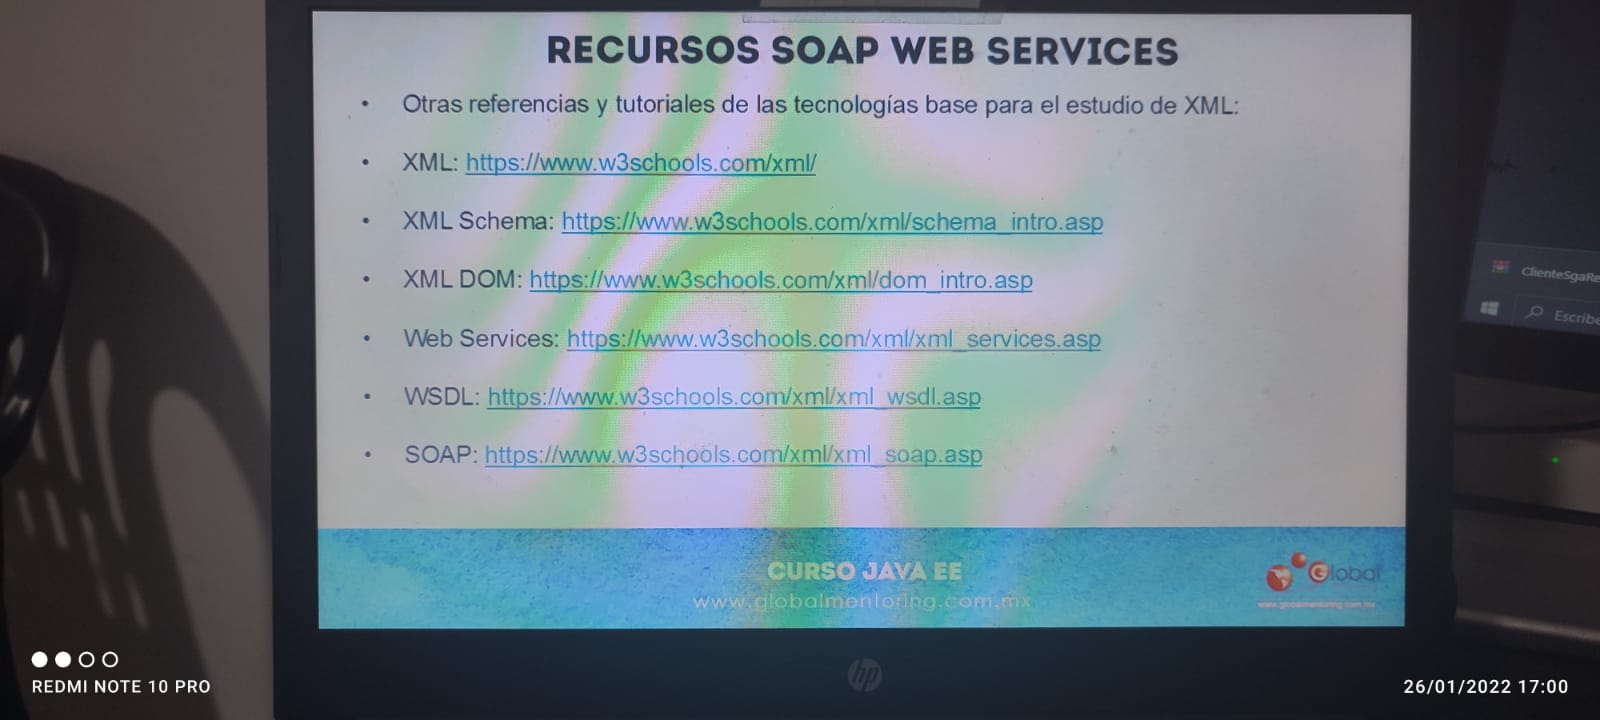 RECURSOS SOAP WEB SERVICES
• Otras referencias y tutoriales de las tecnologías base para el estudio de XML:
• XML: https://www.w3schools.com/xml/
• XML Schema: https://www.w3schools.com/xml/schema_intro.asp
• XML DOM: https://www.w3schools.com/xml/dom_intro.asp
• Web Services: https://www.w3schools.com/xml/xml_services.asp
• WSDL: https://www.w3schools.com/xml/xml_wsdl.asp
• SOAP: https://www.w3schools.com/xml/xml_soap.asp
CURSO JAVA EE
www.globalmentoring.com.mx
Global
www.globalmentoring.com.mx
ClienteSgaRe
Escribe
hp
REDMI NOTE 10 PRO
26/01/2022 17:00